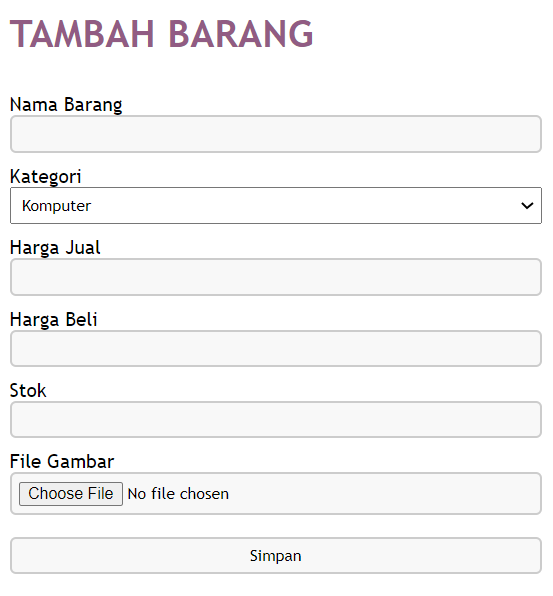 TAMBAH BARANG
Nama Barang
Kategori
Komputer
Harga Jual
Harga Beli
Stok
File Gambar
Choose File No file chosen
Simpan